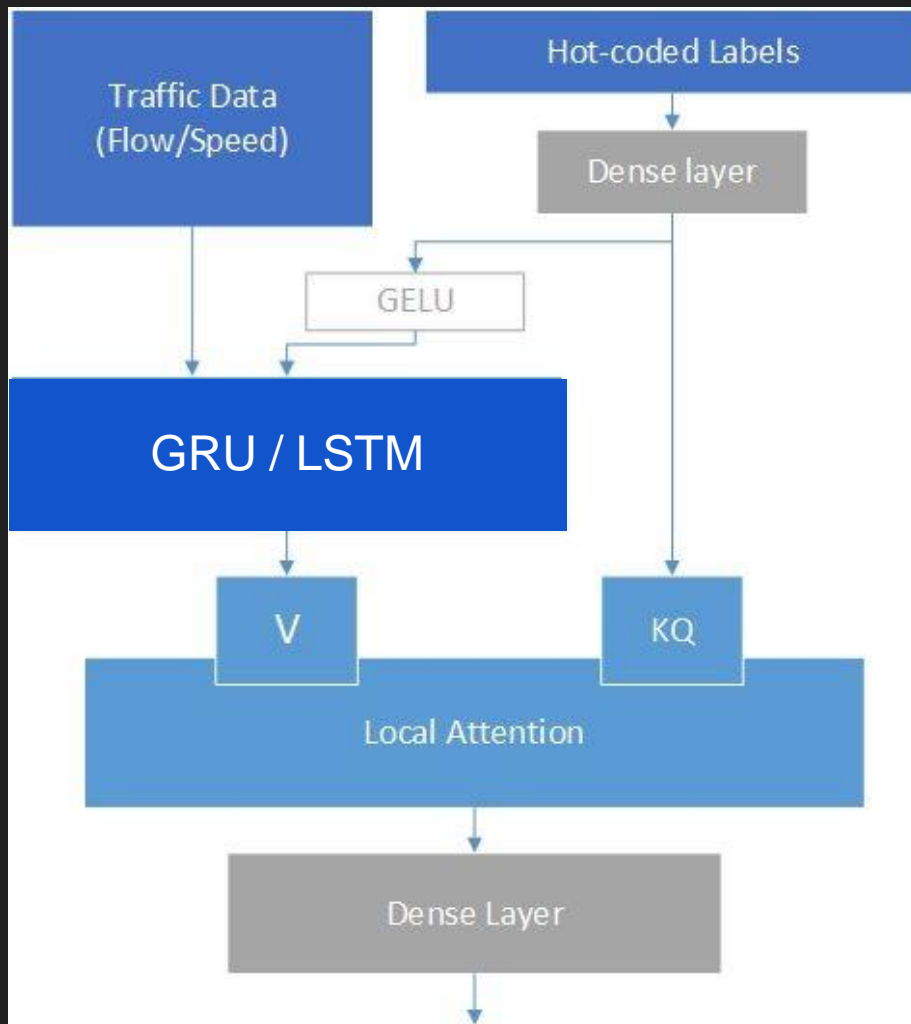 Traffic Data
(Flow/Speed)
Hot-coded Labels
Dense layer
GELU
GRU / LSTM
V
KQ
Local Attention
Dense Layer